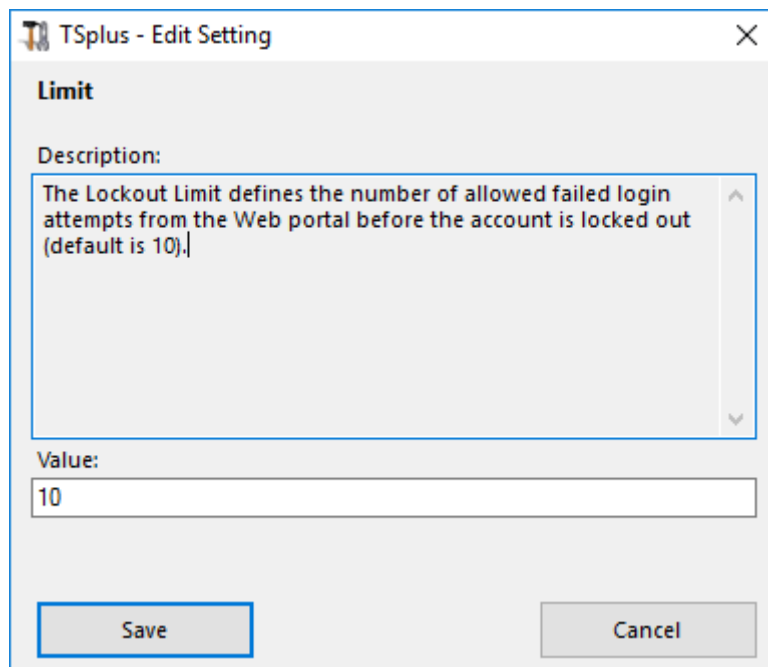 TSplus - Edit Setting
Limit
Description:
The Lockout Limit defines the number of allowed failed login
attempts from the Web portal before the account is locked out
(default is 10).
Value:
10
Save
Cancel